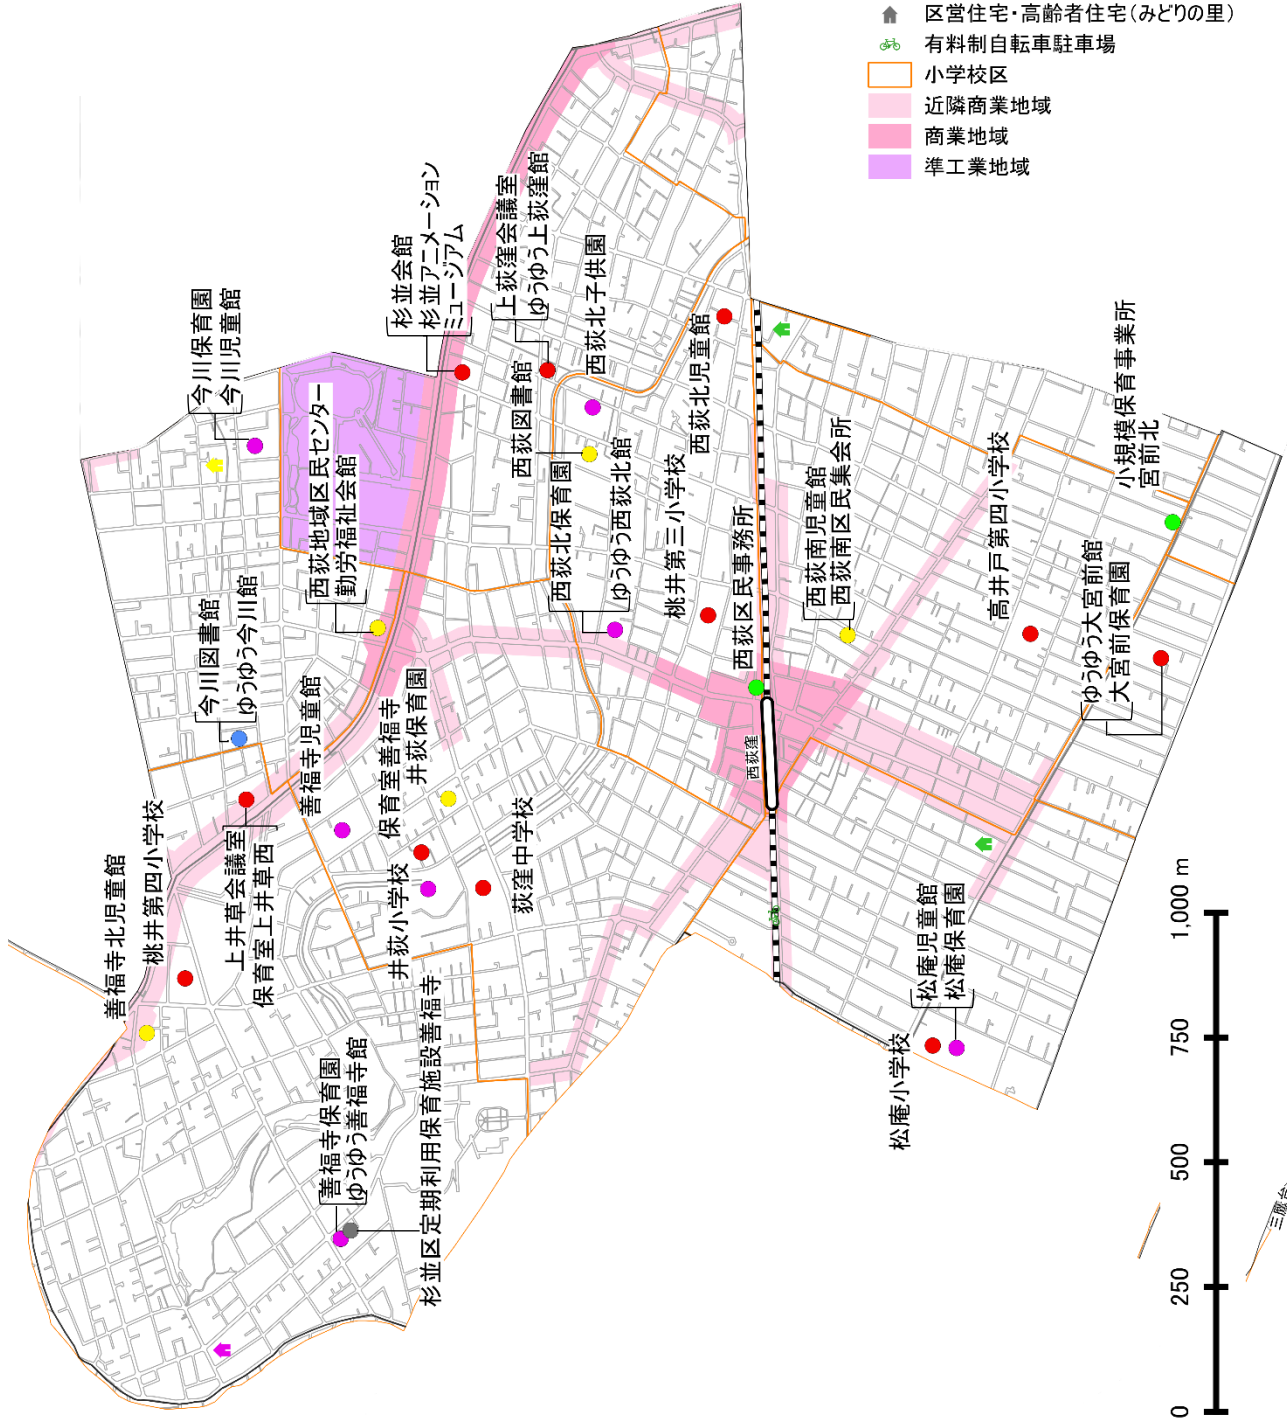 区営住宅・高齢者住宅(みどりの里)
有料制自転車駐車場
小学校区
近隣商業地域
商業地域
準工業地域
今川保育園
今川児童館
杉並会館
杉並アニメーション
ミュージアム
上荻窪会議室
ゆうゆう上荻窪館
西荻北子供園
西荻図書館
西荻地域区民センター
勤労福祉会館
西荻北保育園
ゆうゆう西荻北館
桃井第三小学校
西荻北児童館
西荻区民事務所
西荻南児童館
西荻南区民集会所
高井戸第四小学校
小規模保育事業所
宮前北
ゆうゆう大宮前館
大宮前保育園
今川図書館
ゆうゆう今川館
善福寺児童館
保育室善福寺
井荻保育園
西荻窪
善福寺北児童館
桃井第四小学校
上井草会議室
保育室上井草西
井荻小学校
荻窪中学校
善福寺保育園
ゆうゆう善福寺館
杉並区定期利用保育施設善福寺
松庵小学校
松庵児童館
松庵保育園
三鷹台
0 250 500 750 1,000 m